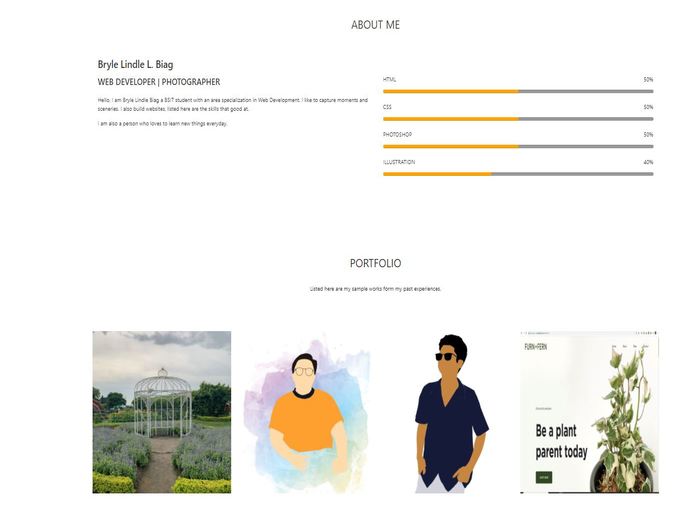 ABOUT ME
Bryle Lindle L. Biag
WEB DEVELOPER | PHOTOGRAPHER
Hello, I am Bryle Lindle Biag a BSIT student with an area specialization in Web Development. I like to capture moments and
sceneries. I also build websites, listed here are the skills that good at.
I am also a person who loves to learn new things everyday.
HTML 50%
CSS 50%
PHOTOSHOP 50%
ILLUSTRATION 40%
PORTFOLIO
Listed here are my sample works form my past experiences.
FURN+FERN
Be a plant
parent today